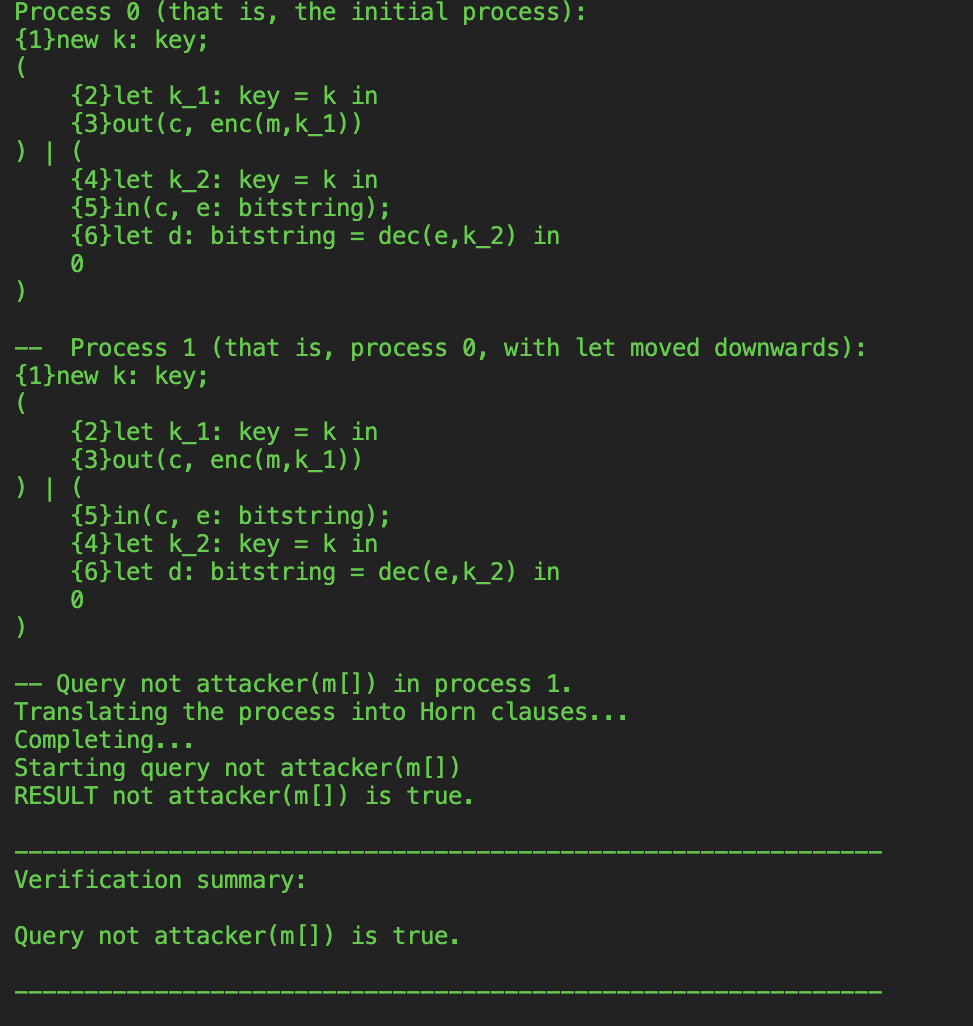 Process 0 (that is, the initial process):
{1}new k: key;
(
    {2}let k_1: key = k in
    {3}out(c, enc(m,k_1))
) | (
    {4}let k_2: key = k in
    {5}in(c, e: bitstring);
    {6}let d: bitstring = dec(e,k_2) in
    0
)

--  Process 1 (that is, process 0, with let moved downwards):
{1}new k: key;
(
    {2}let k_1: key = k in
    {3}out(c, enc(m,k_1))
) | (
    {5}in(c, e: bitstring);
    {4}let k_2: key = k in
    {6}let d: bitstring = dec(e,k_2) in
    0
)

-- Query not attacker(m[]) in process 1.
Translating the process into Horn clauses...
Completing...
Starting query not attacker(m[])
RESULT not attacker(m[]) is true.

--------------------------------------------------------------
Verification summary:

Query not attacker(m[]) is true.

--------------------------------------------------------------